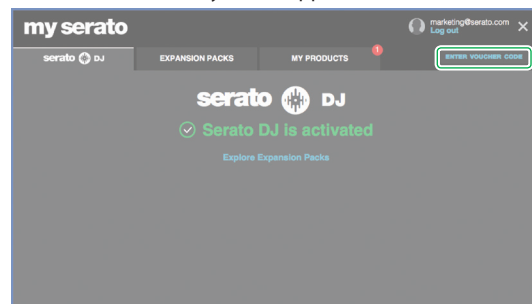 my serato
marketing@serato.com
Log out
serato DJ
EXPANSION PACKS
MY PRODUCTS
1
ENTER VOUCHER CODE
serato DJ
Serato DJ is activated
Explore Expansion Packs